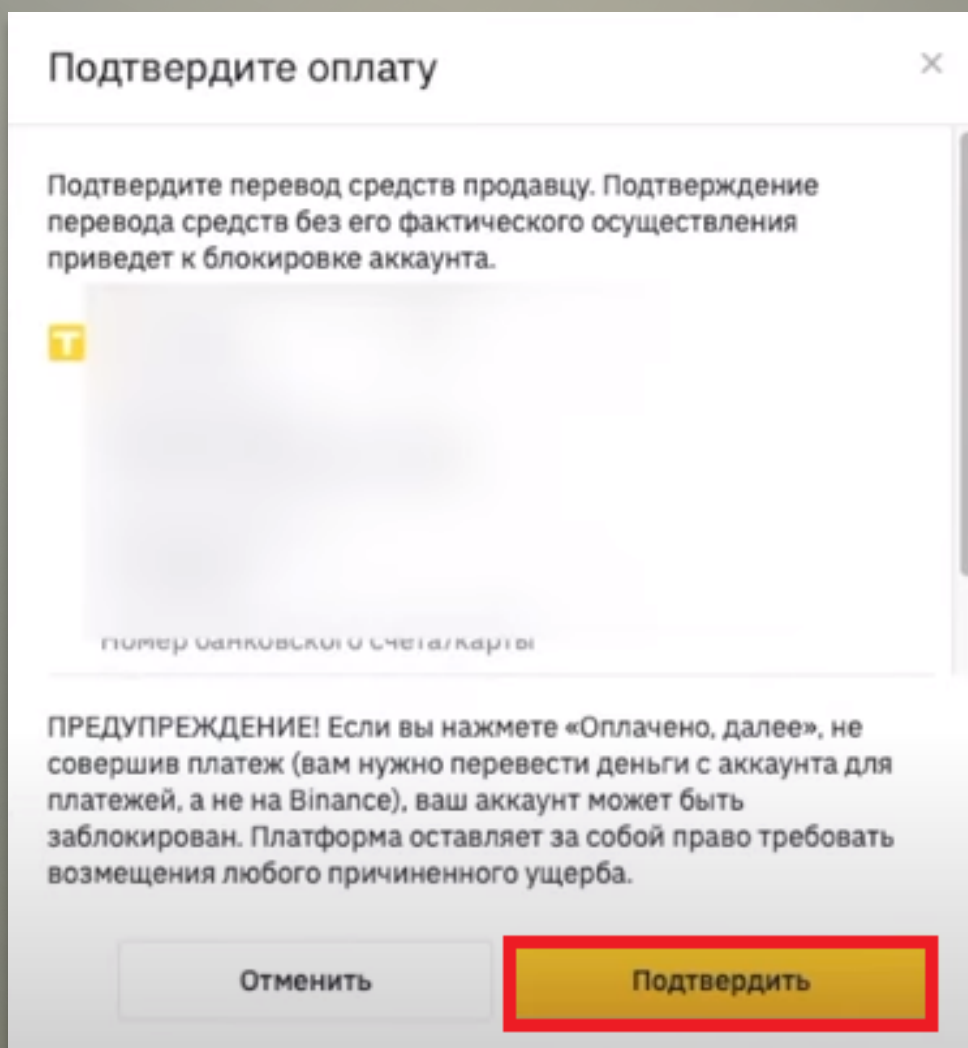 Подтвердите оплату
Подтвердите перевод средств продавцу. Подтверждение
перевода средств без его фактического осуществления
приведет к блокировке аккаунта.
Т
Номер банковского счета/карты
ПРЕДУПРЕЖДЕНИЕ! Если вы нажмете «Оплачено, далее», не
совершив платеж (вам нужно перевести деньги с аккаунта для
платежей, а не на Binance), ваш аккаунт может быть
заблокирован. Платформа оставляет за собой право требовать
возмещения любого причиненного ущерба.
Отменить
Подтвердить